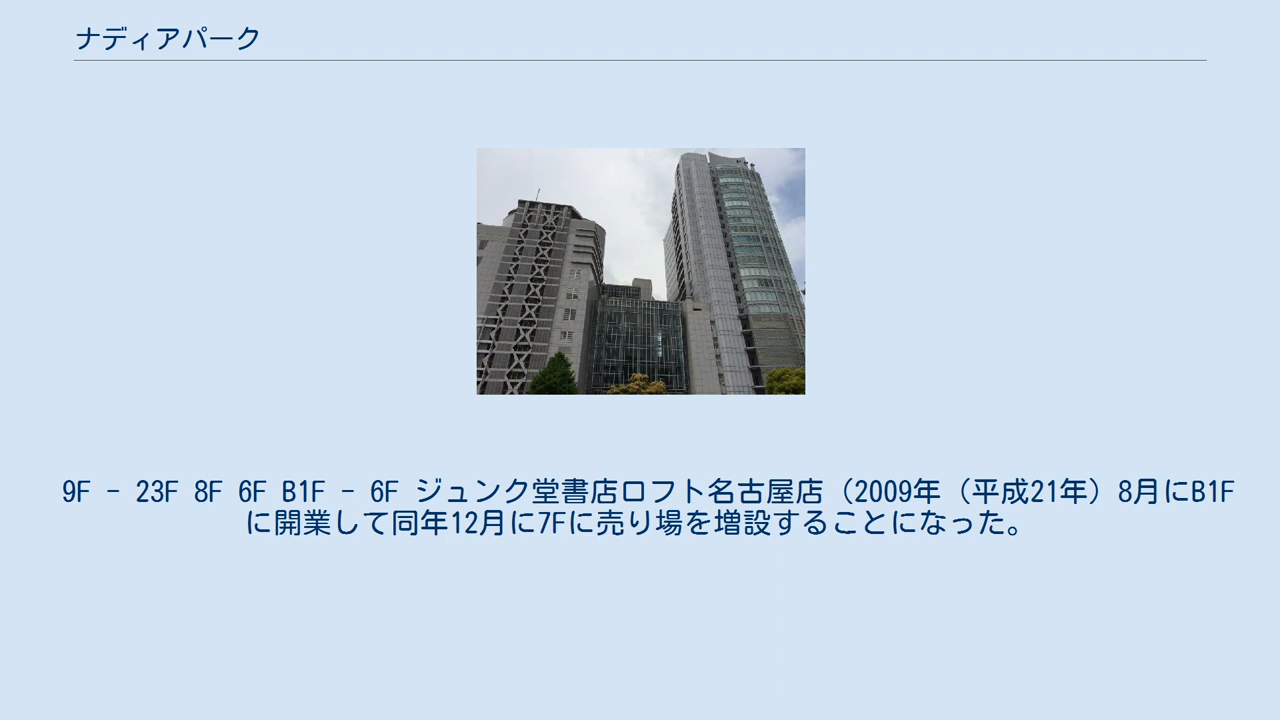 ナディアパーク
9F - 23F 8F 6F B1F - 6F ジュンク堂書店ロフト名古屋店（2009年（平成21年）8月にB1F
に開業して同年12月に7Fに売り場を増設することになった。